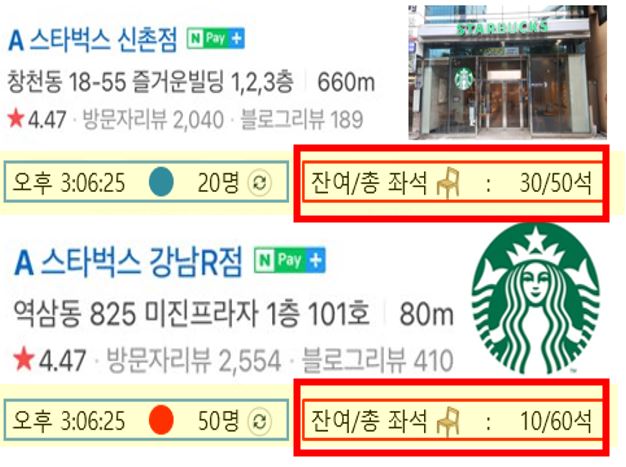 A 스타벅스 신촌점 N Pay +
창천동 18-55 즐거운빌딩 1,2,3층 660m
★4.47 · 방문자리뷰 2,040 · 블로그리뷰 189
STARBUCKS
오후 3:06:25 20명
잔여/총 좌석 : 30/50석
A 스타벅스 강남R점 N Pay +
역삼동 825 미진프라자 1층 101호 80m
★4.47 · 방문자리뷰 2,554 · 블로그리뷰 410
오후 3:06:25 50명
잔여/총 좌석 : 10/60석